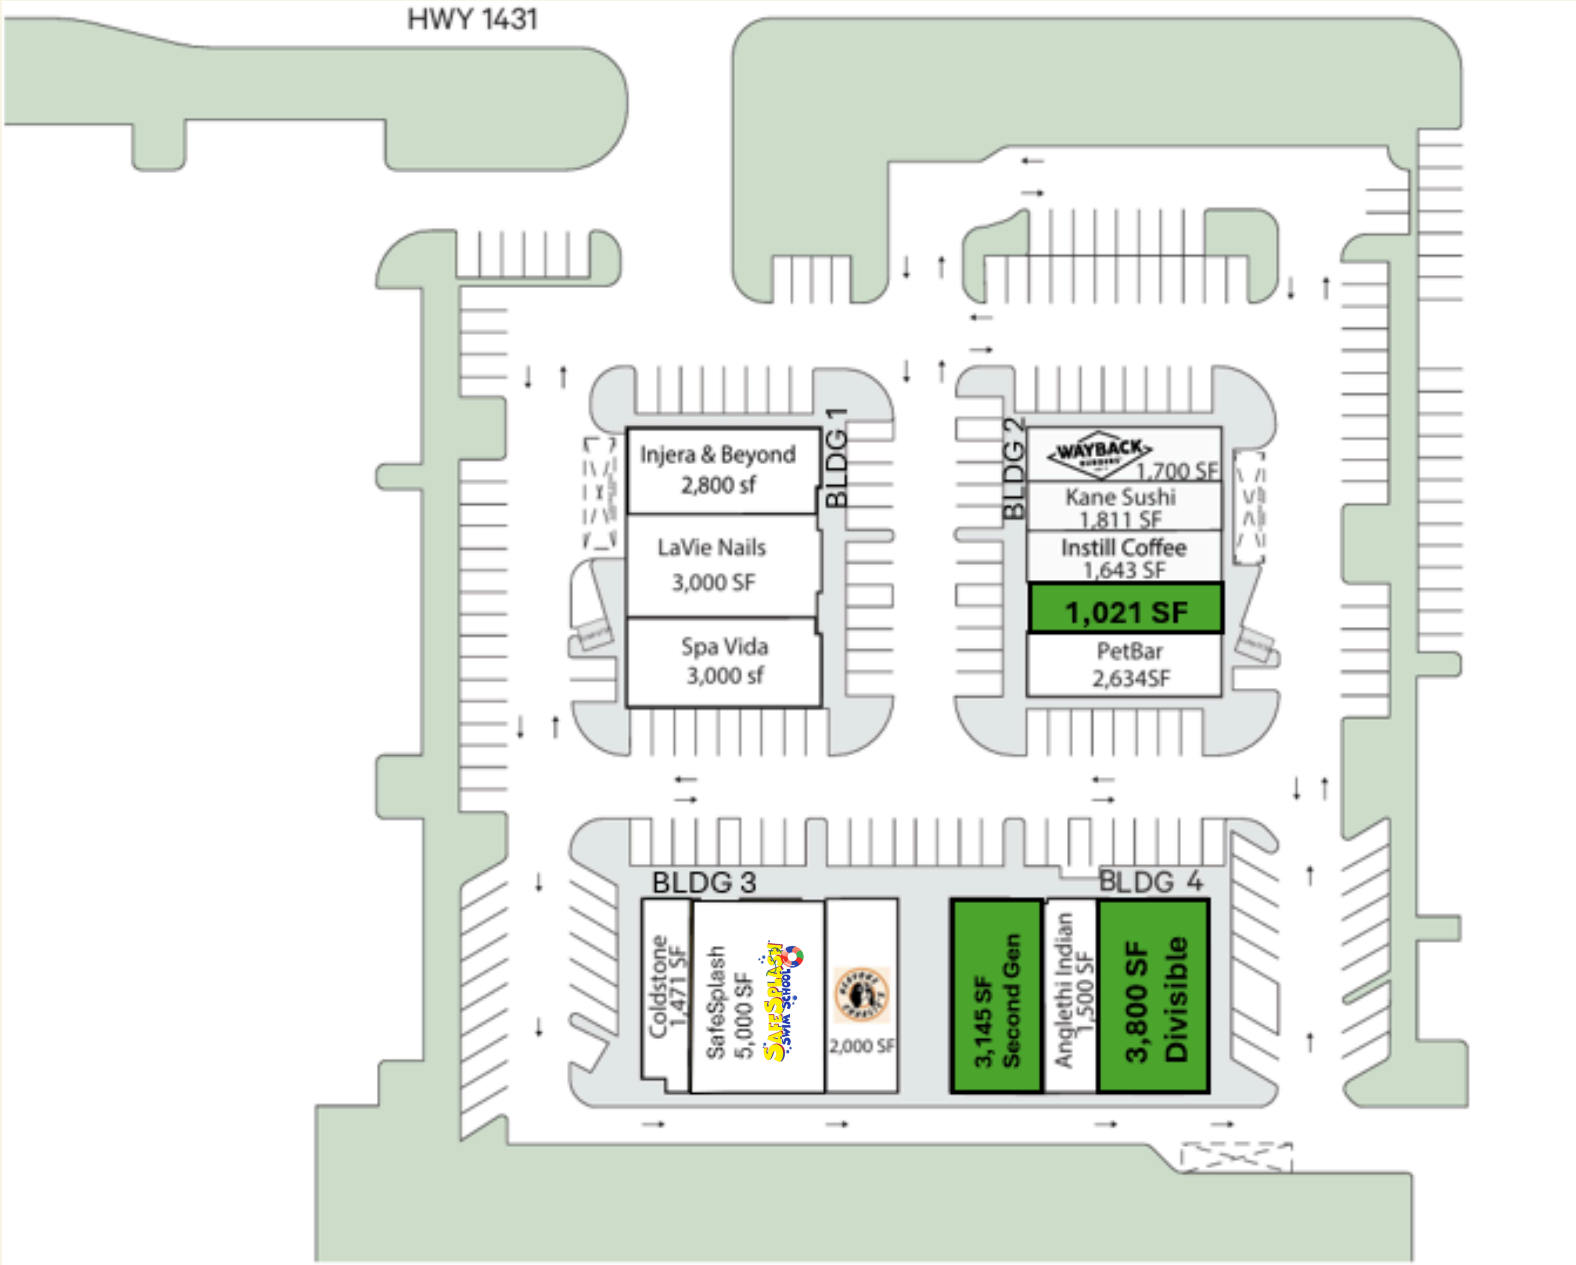 HWY 1431
BLDG 1
Injera & Beyond
2,800 sf
LaVie Nails
3,000 SF
Spa Vida
3,000 sf
BLDG 2
WAYBACK
BURGERS
1,700 SF
Kane Sushi
1,811 SF
Instill Coffee
1,643 SF
1,021 SF
PetBar
2,634SF
BLDG 3
Coldstone
1,471 SF
SafeSplash
5,000 SF
SAFESPLASH
SWIM SCHOOL
2,000 SF
BLDG 4
3,145 SF
Second Gen
Anglethi Indian
1,500 SF
3,800 SF
Divisible